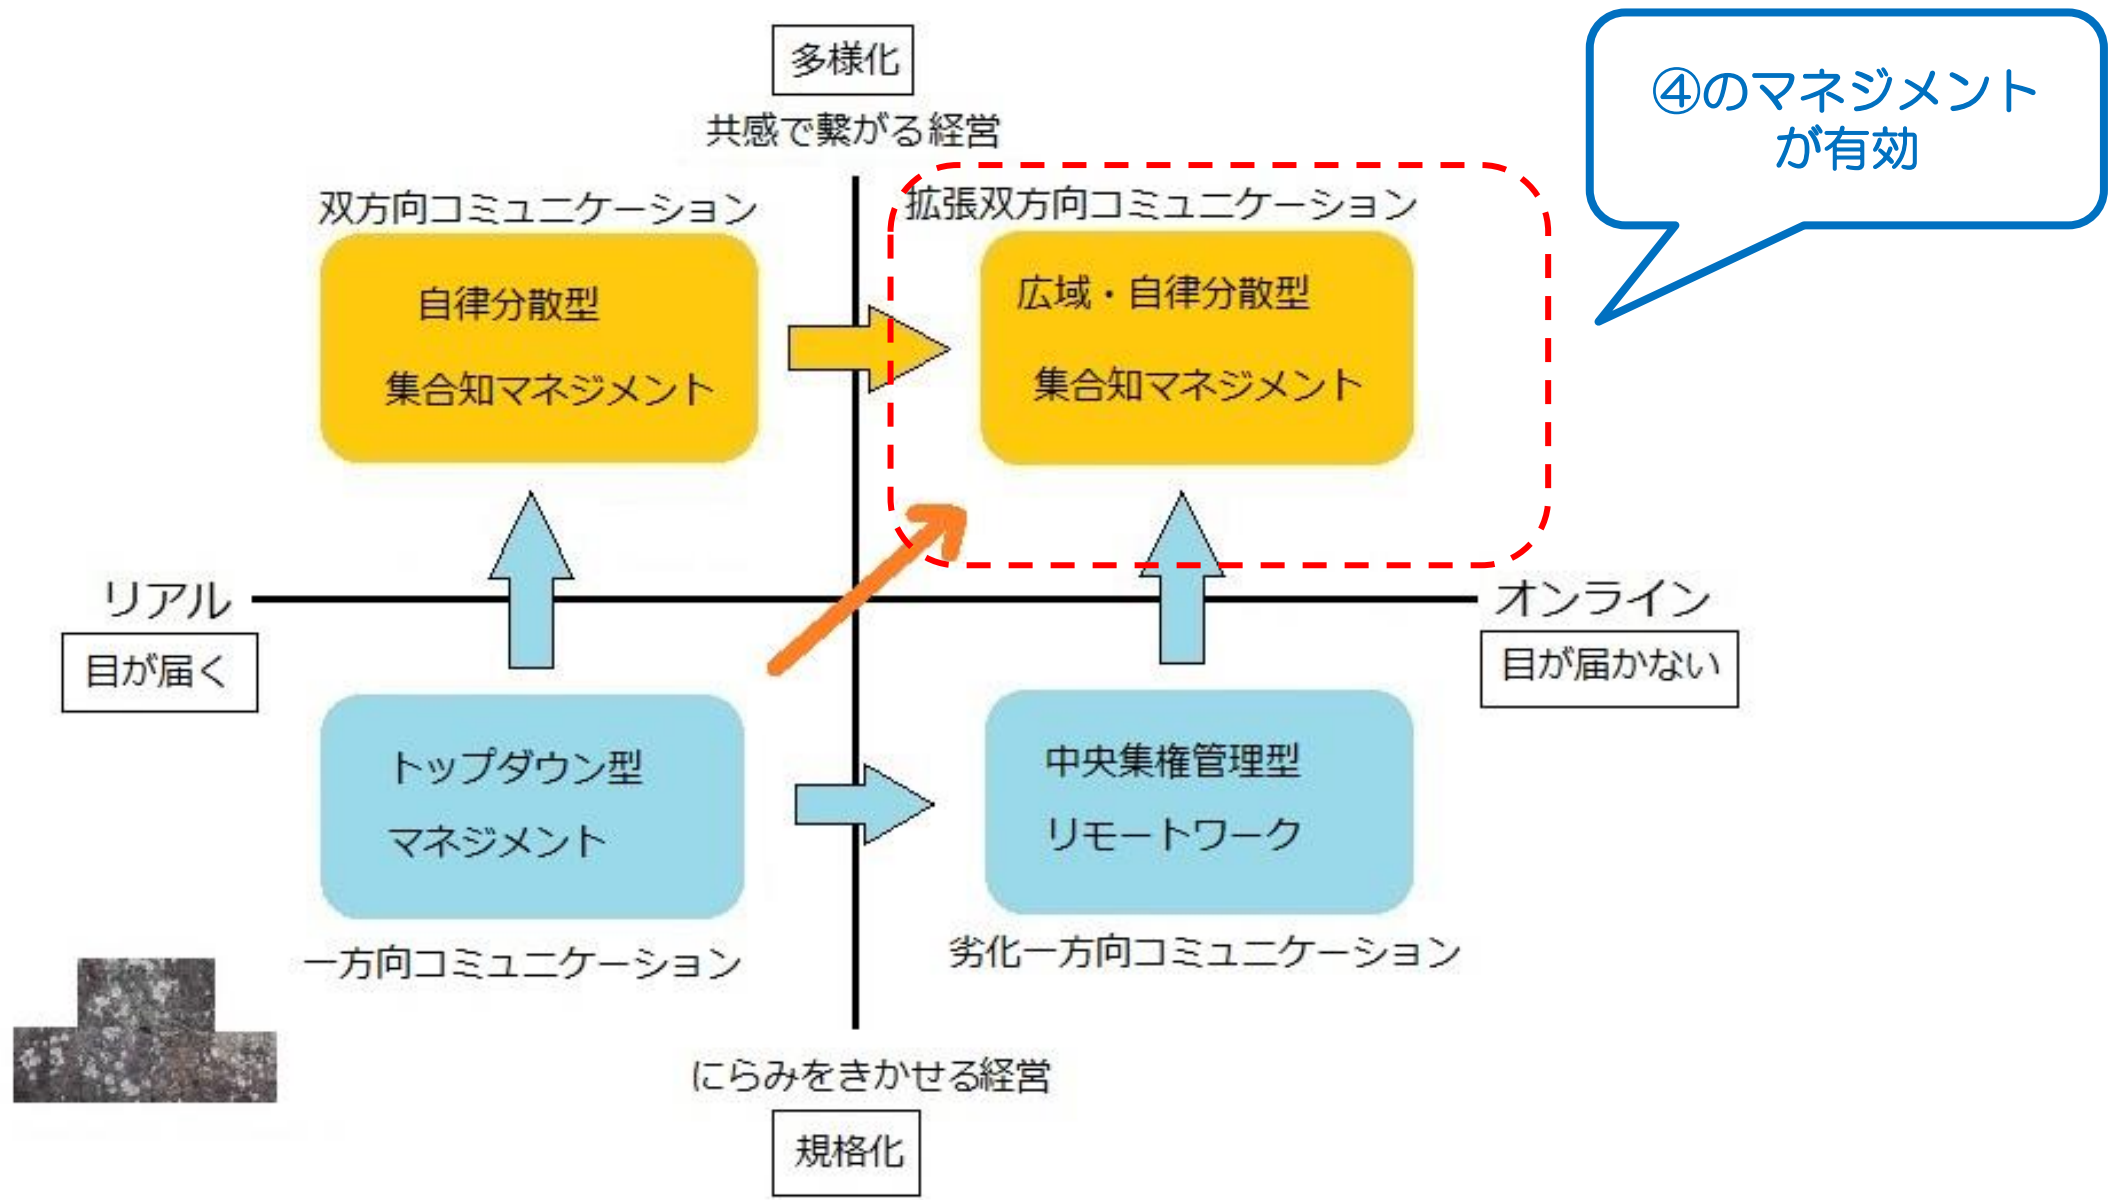 多様化
共感で繋がる経営
④のマネジメント
が有効
双方向コミュニケーション
拡張双方向コミュニケーション
自律分散型
集合知マネジメント
広域・自律分散型
集合知マネジメント
リアル
目が届く
オンライン
目が届かない
トップダウン型
マネジメント
中央集権管理型
リモートワーク
一方向コミュニケーション
劣化一方向コミュニケーション
にらみをきかせる経営
規格化